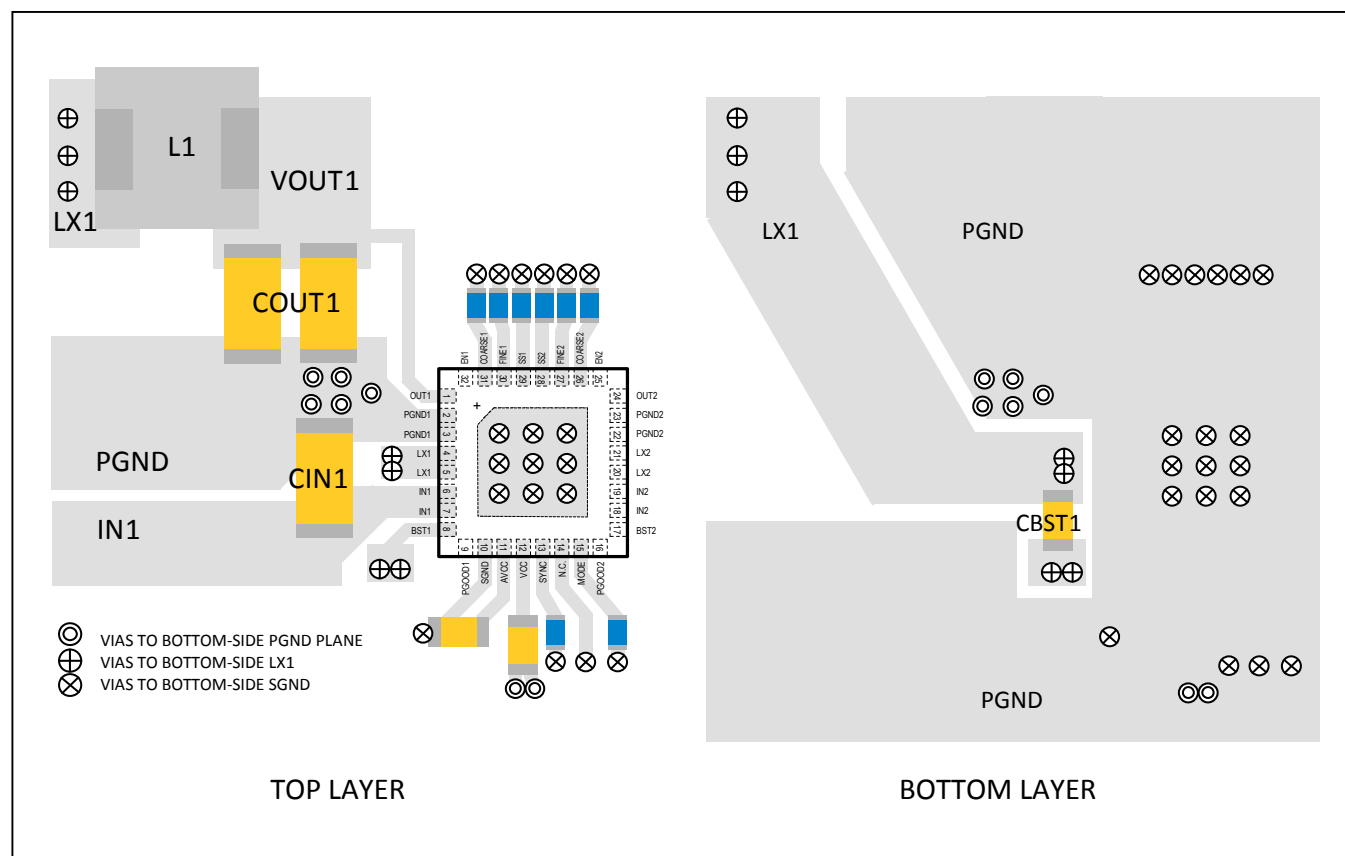 L1
VOUT1
LX1
COUT1
PGND
CIN1
IN1
EN1
COARSE1
FINE1
SS1
SS2
FINE2
COARSE2
EN2
32
31
30
29
28
27
26
25
OUT1 1
PGND1 2
PGND1 3
LX1 4
LX1 5
IN1 6
IN1 7
BST1 8
+
24 OUT2
23 PGND2
22 PGND2
21 LX2
20 LX2
19 IN2
18 IN2
17 BST2
9
10
11
12
13
14
15
16
PGOOD1
SGND
AVCC
VCC
SYNC
N.C.
MODE
PGOOD2
VIAS TO BOTTOM-SIDE PGND PLANE
VIAS TO BOTTOM-SIDE LX1
VIAS TO BOTTOM-SIDE SGND
TOP LAYER
LX1
PGND
CBST1
PGND
BOTTOM LAYER